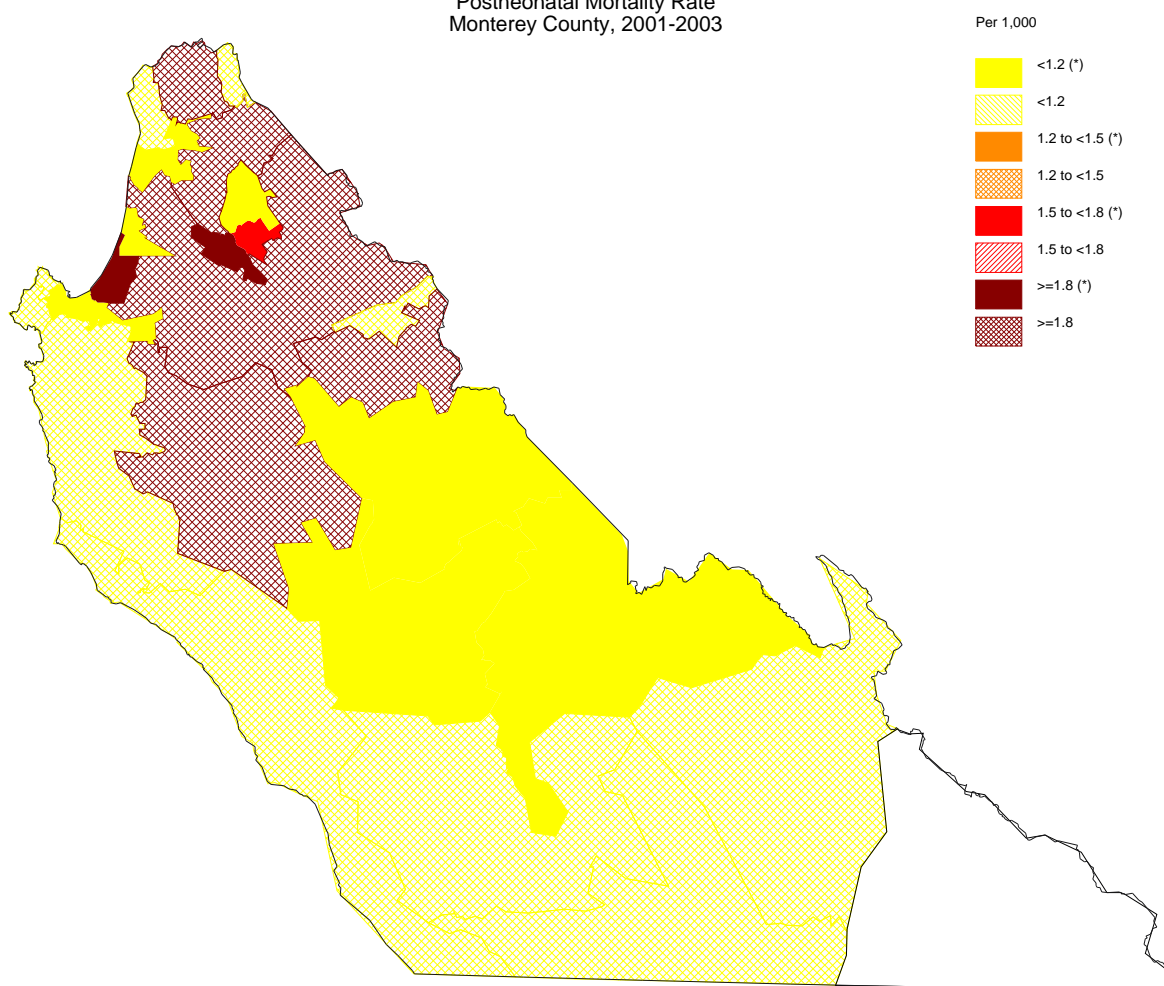 Postneonatal Mortality Rate
Monterey County, 2001-2003
Per 1,000
<1.2 (*)
<1.2
1.2 to <1.5 (*)
1.2 to <1.5
1.5 to <1.8 (*)
1.5 to <1.8
>=1.8 (*)
>=1.8